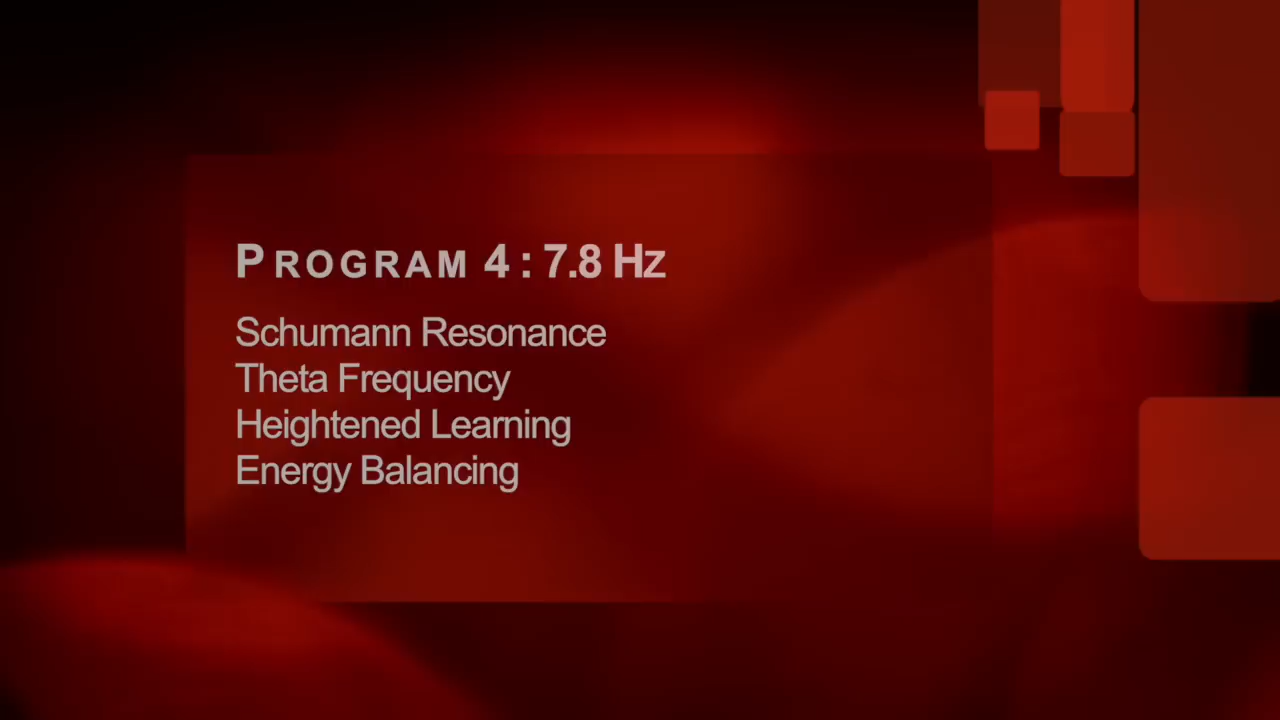 PROGRAM 4 : 7.8 Hz
Schumann Resonance
Theta Frequency
Heightened Learning
Energy Balancing